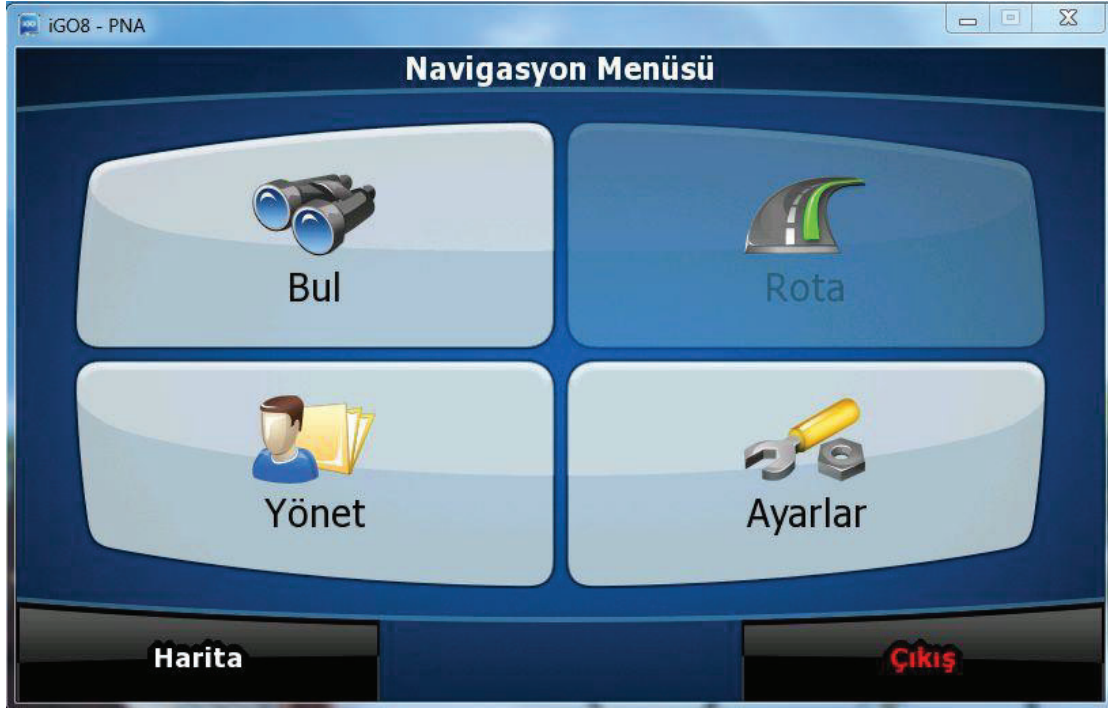 iGO8 - PNA
Navigasyon Menüsü
Bul
Rota
Yönet
Ayarlar
Harita
Çıkış